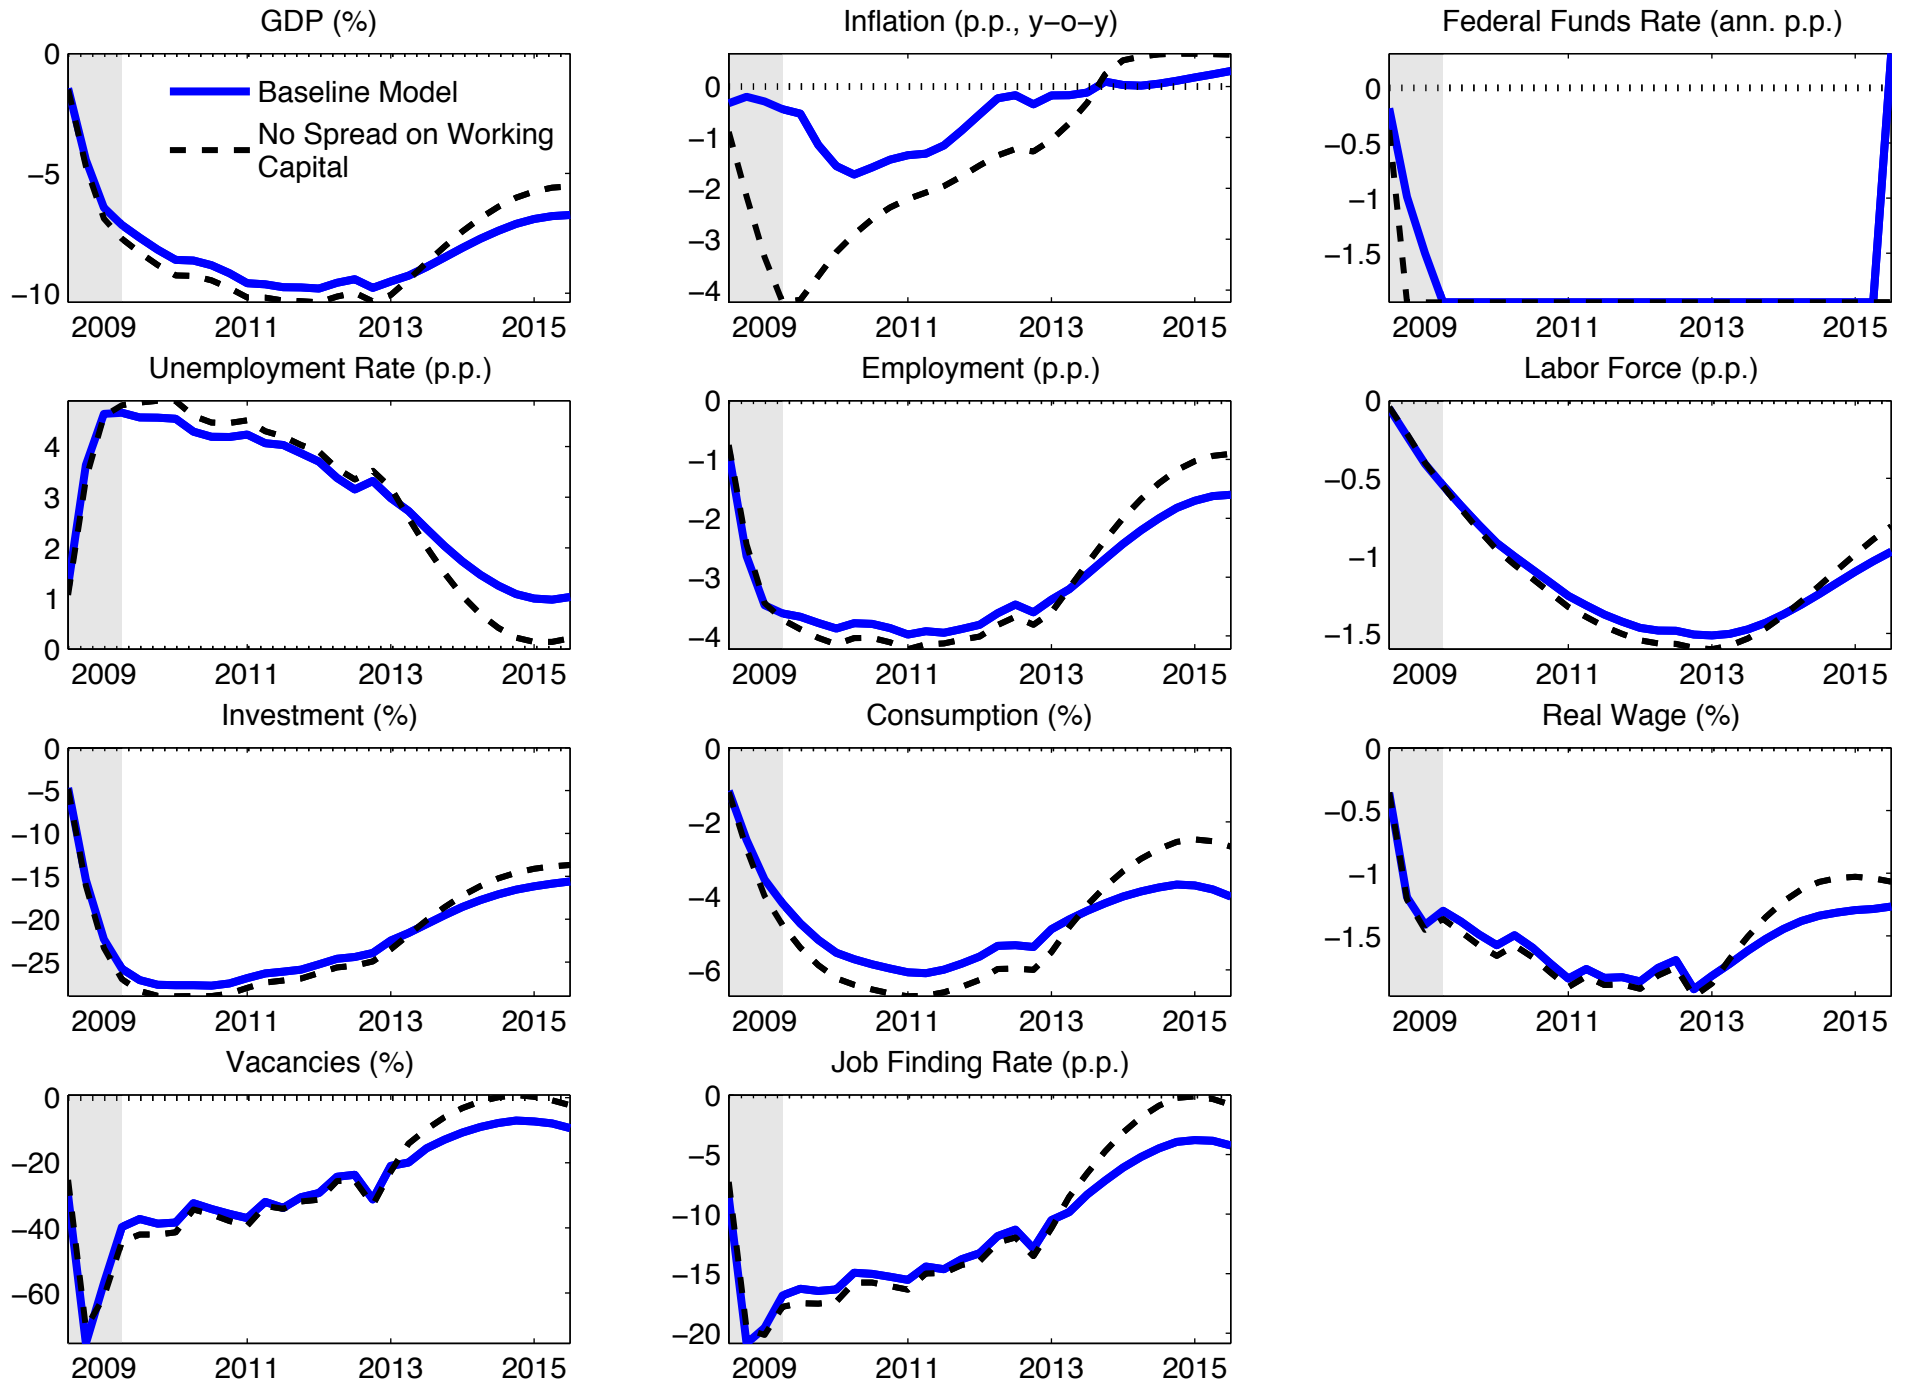 GDP (%)
0
−5
−10
Baseline Model
No Spread on Working
Capital
2009 2011 2013 2015
Inflation (p.p., y−o−y)
0
−1
−2
−3
−4
2009 2011 2013 2015
Federal Funds Rate (ann. p.p.)
0
−0.5
−1
−1.5
2009 2011 2013 2015
Unemployment Rate (p.p.)
4
3
2
1
0
2009 2011 2013 2015
Employment (p.p.)
0
−1
−2
−3
−4
2009 2011 2013 2015
Labor Force (p.p.)
0
−0.5
−1
−1.5
2009 2011 2013 2015
Investment (%)
0
−5
−10
−15
−20
−25
2009 2011 2013 2015
Consumption (%)
0
−2
−4
−6
2009 2011 2013 2015
Real Wage (%)
0
−0.5
−1
−1.5
2009 2011 2013 2015
Vacancies (%)
0
−20
−40
−60
2009 2011 2013 2015
Job Finding Rate (p.p.)
0
−5
−10
−15
−20
2009 2011 2013 2015